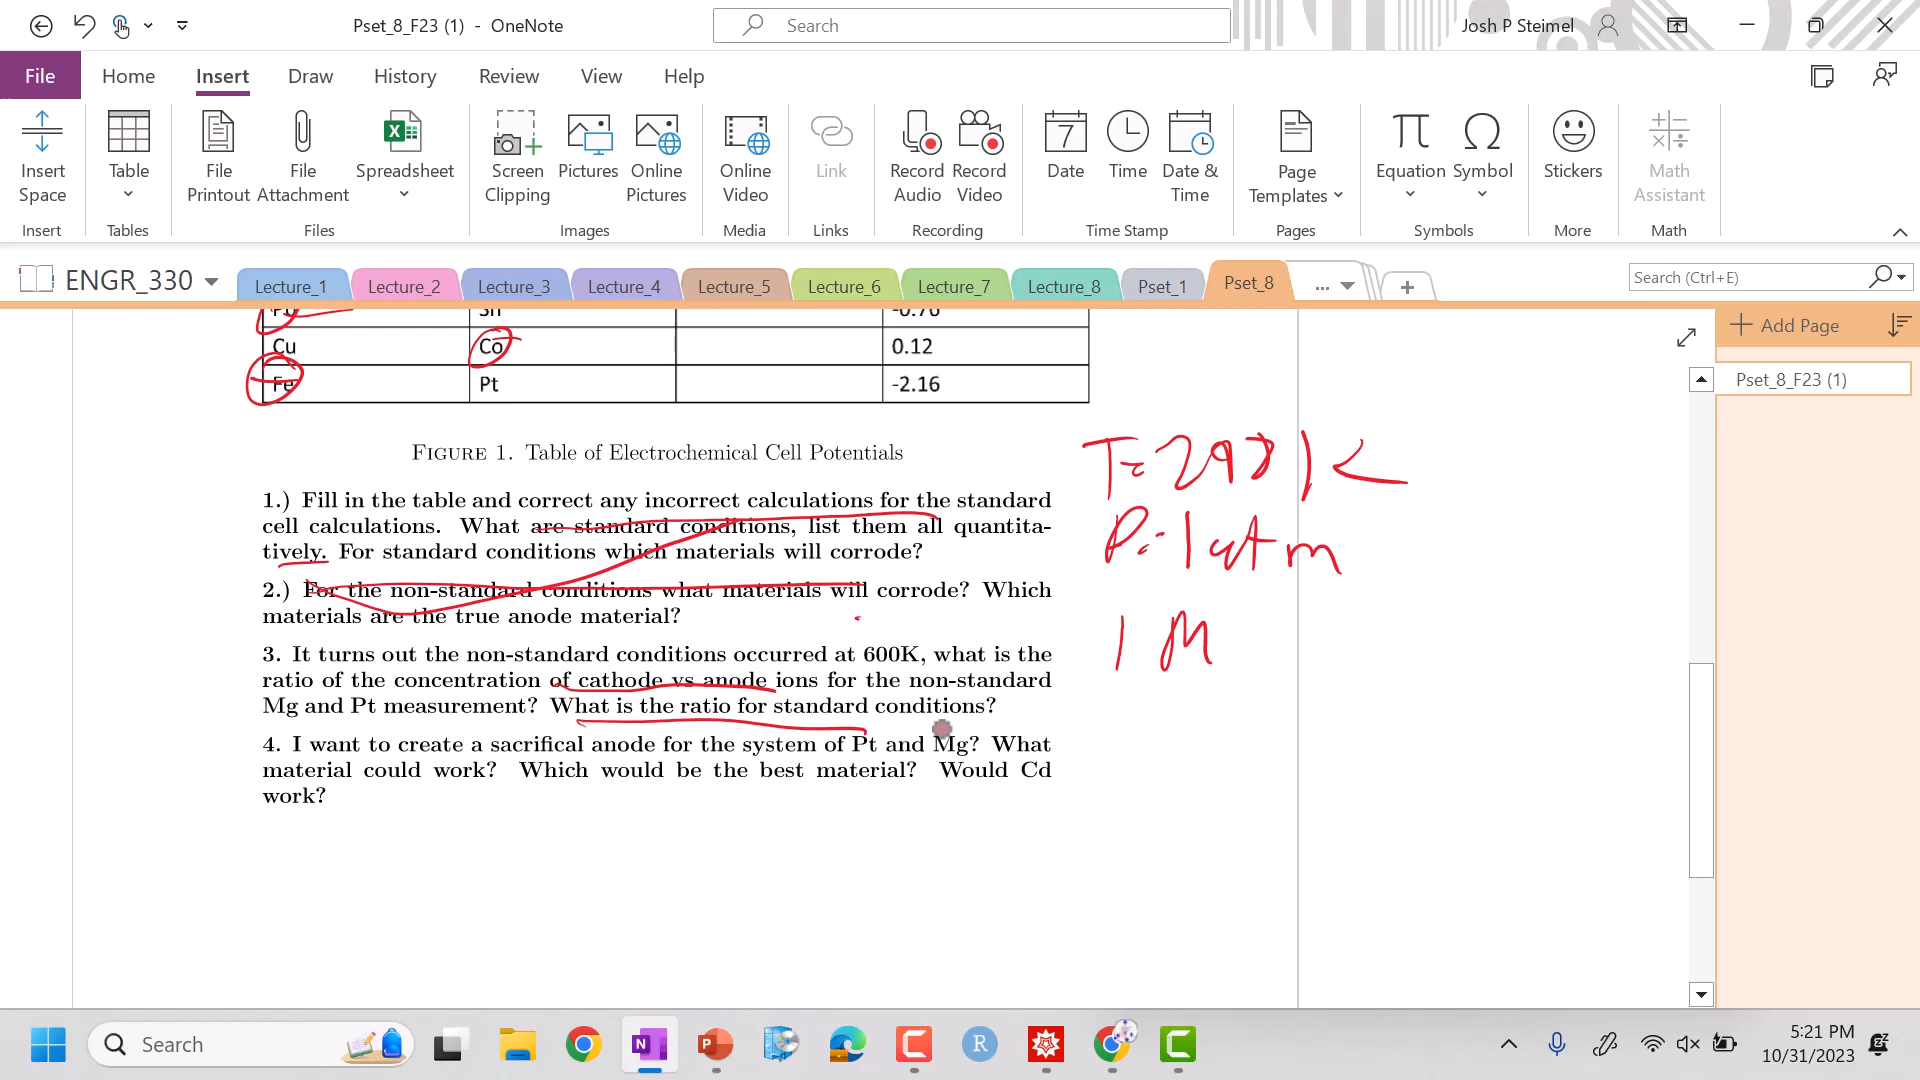 Pset_8_F23 (1) - OneNote
Search
Josh P Steimel
File
Home
Insert
Draw
History
Review
View
Help
Insert Space
Table
File Printout
File Attachment
Spreadsheet
Screen Clipping
Pictures
Online Pictures
Online Video
Link
Record Audio
Record Video
7
Date
Time
Date & Time
Page Templates
Equation
Symbol
Stickers
Math Assistant
Insert
Tables
Files
Images
Media
Links
Recording
Time Stamp
Pages
Symbols
More
Math
ENGR_330
Lecture_1
Lecture_2
Lecture_3
Lecture_4
Lecture_5
Lecture_6
Lecture_7
Lecture_8
Pset_1
Pset_8
...
Search (Ctrl+E)
Add Page
Pset_8_F23 (1)
Pb Sn -0.76
Cu Co 0.12
Fe Pt -2.16
Figure 1. Table of Electrochemical Cell Potentials
1.) Fill in the table and correct any incorrect calculations for the standard
cell calculations. What are standard conditions, list them all quantita-
tively. For standard conditions which materials will corrode?
2.) For the non-standard conditions what materials will corrode? Which
materials are the true anode material?
3. It turns out the non-standard conditions occurred at 600K, what is the
ratio of the concentration of cathode vs anode ions for the non-standard
Mg and Pt measurement? What is the ratio for standard conditions?
4. I want to create a sacrifical anode for the system of Pt and Mg? What
material could work? Which would be the best material? Would Cd
work?
T = 298 K
P = 1 atm
1 M
Search
5:21 PM
10/31/2023